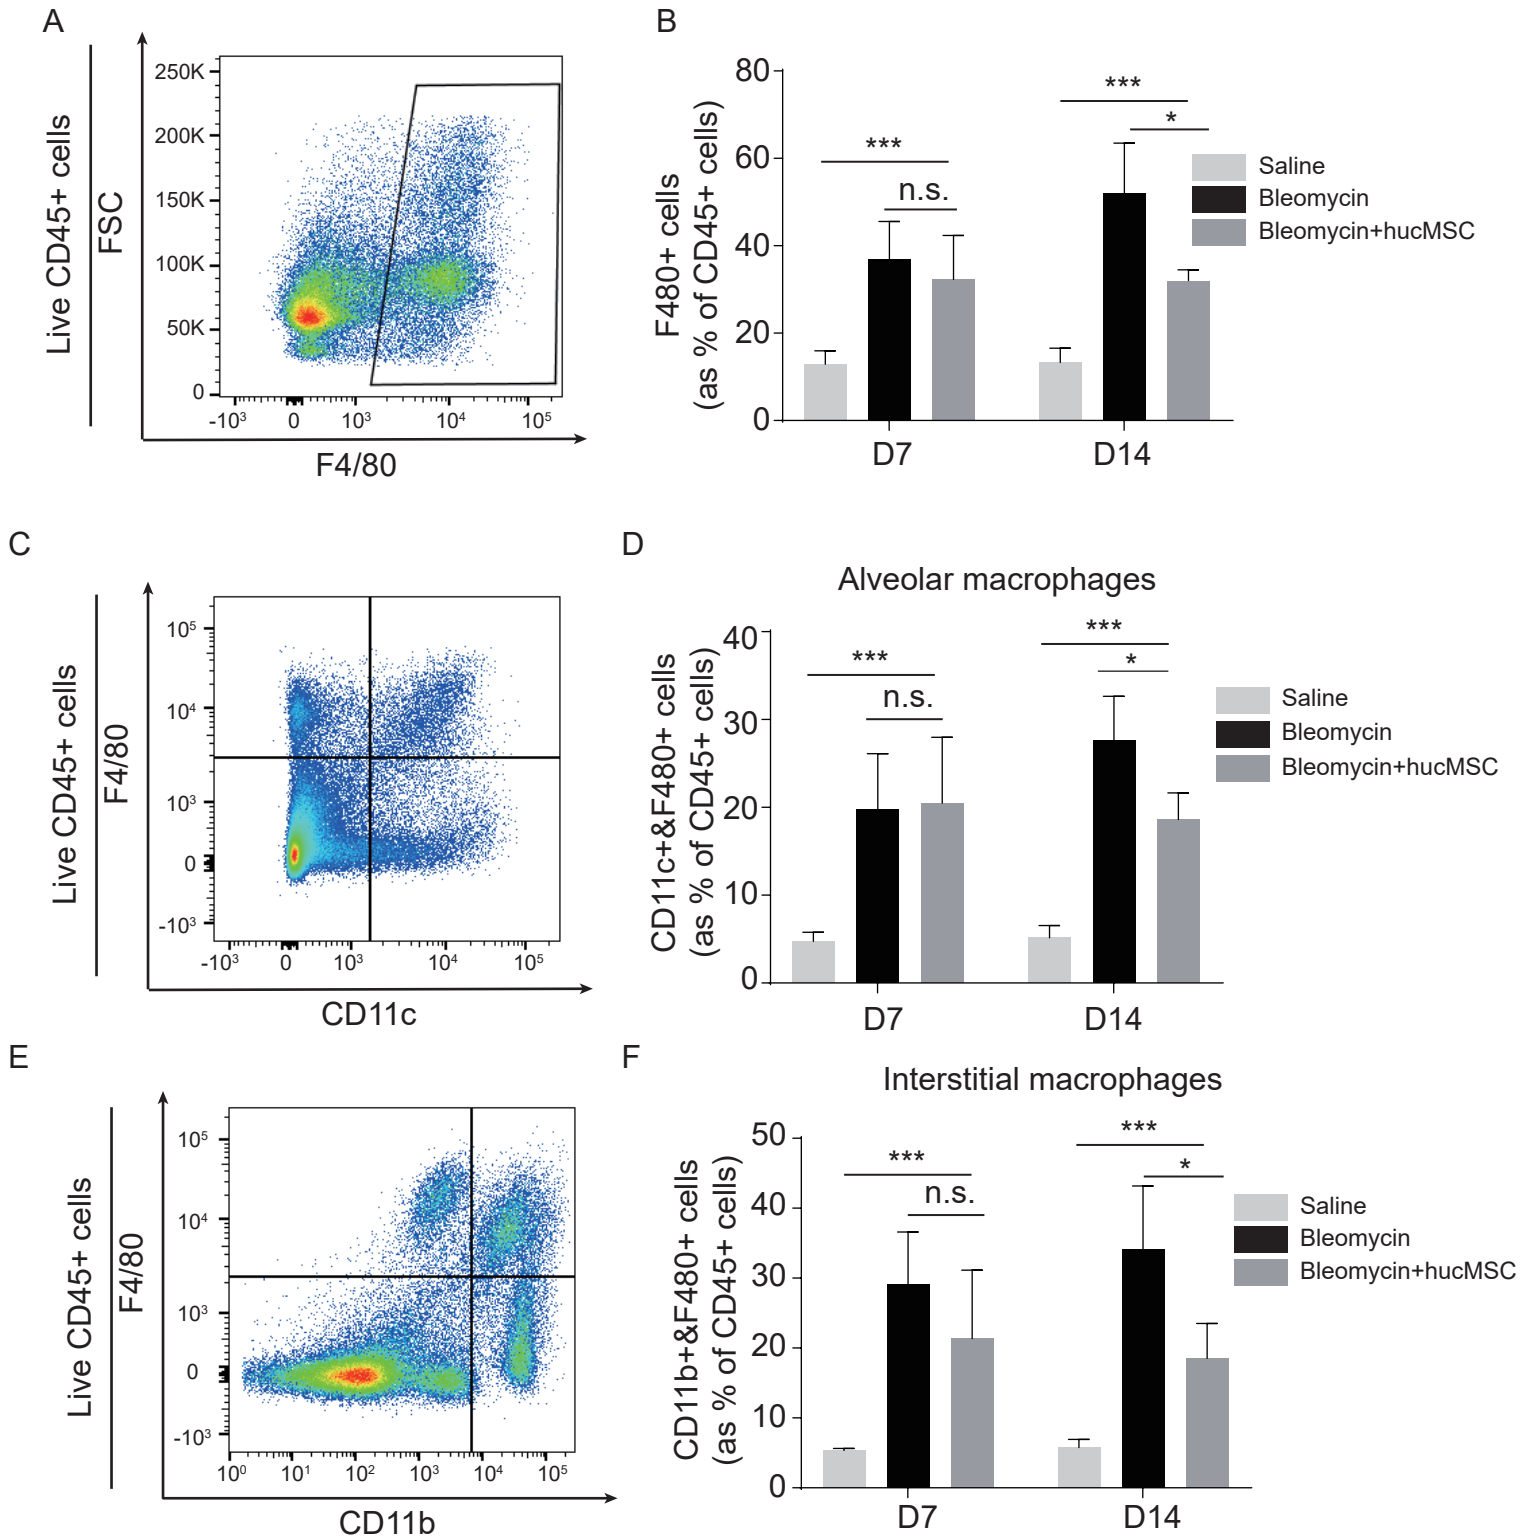 A
Live CD45+ cells
FSC
250K
200K
150K
100K
50K
0
-10³ 0 10³ 10⁴ 10⁵
F4/80
B
F480+ cells
(as % of CD45+ cells)
80
60
40
20
0
***
n.s.
***
*
D7 D14
Saline
Bleomycin
Bleomycin+hucMSC
C
Live CD45+ cells
F4/80
10⁵
10⁴
10³
0
-10³
-10³ 0 10³ 10⁴ 10⁵
CD11c
D
Alveolar macrophages
CD11c+&F480+ cells
(as % of CD45+ cells)
40
30
20
10
0
***
n.s.
***
*
D7 D14
Saline
Bleomycin
Bleomycin+hucMSC
E
Live CD45+ cells
F4/80
10⁵
10⁴
10³
0
-10³
10⁰ 10¹ 10² 10³ 10⁴ 10⁵
CD11b
F
Interstitial macrophages
CD11b+&F480+ cells
(as % of CD45+ cells)
50
40
30
20
10
0
***
n.s.
***
*
D7 D14
Saline
Bleomycin
Bleomycin+hucMSC